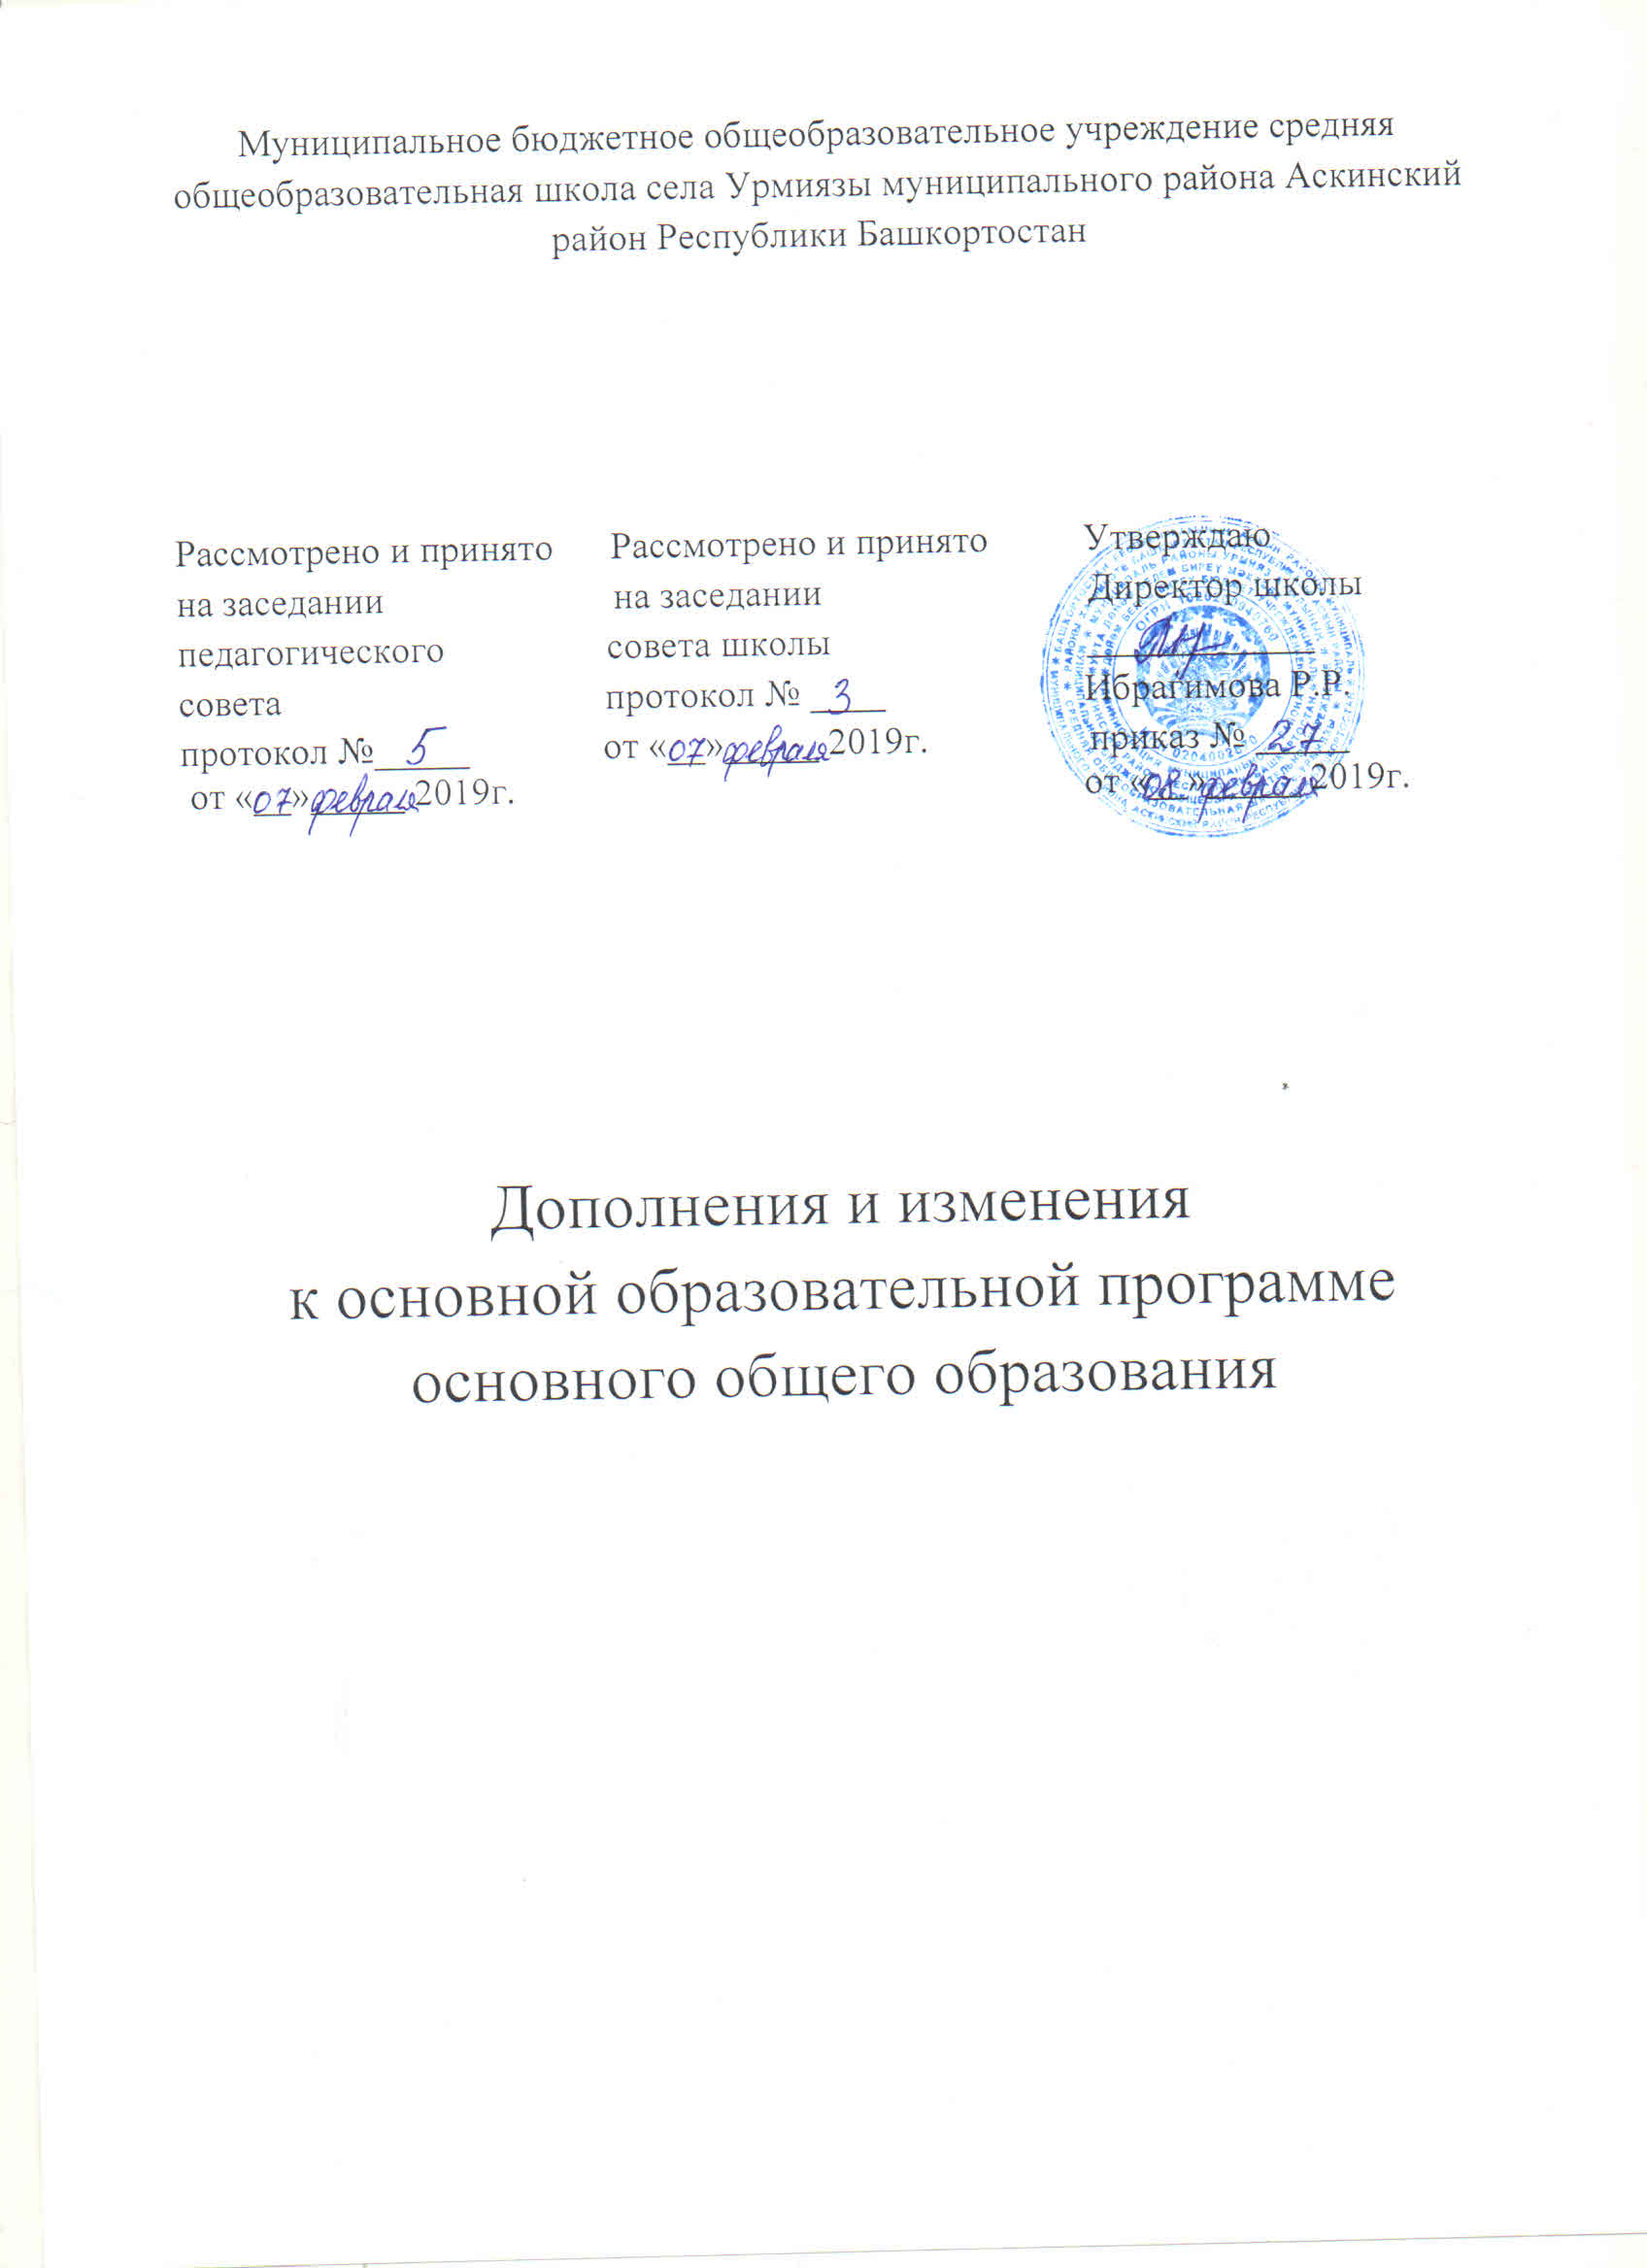 Муниципальное бюджетное общеобразовательное учреждение средняя
общеобразовательная школа села Урмиязы муниципального района Аскинский
район Республики Башкортостан
Рассмотрено и принято
на заседании
педагогического
совета
протокол № 5
от «07» февраля 2019г.
Рассмотрено и принято
на заседании
совета школы
протокол № 3
от «07» февраля 2019г.
Утверждаю
Директор школы
Ибрагимова Р.Р.
приказ № 27
от «08» февраля 2019г.
Дополнения и изменения
к основной образовательной программе
основного общего образования